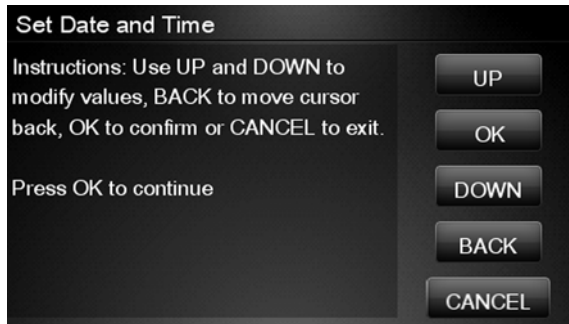 Set Date and Time
Instructions: Use UP and DOWN to
modify values, BACK to move cursor
back, OK to confirm or CANCEL to exit.
Press OK to continue
UP
OK
DOWN
BACK
CANCEL